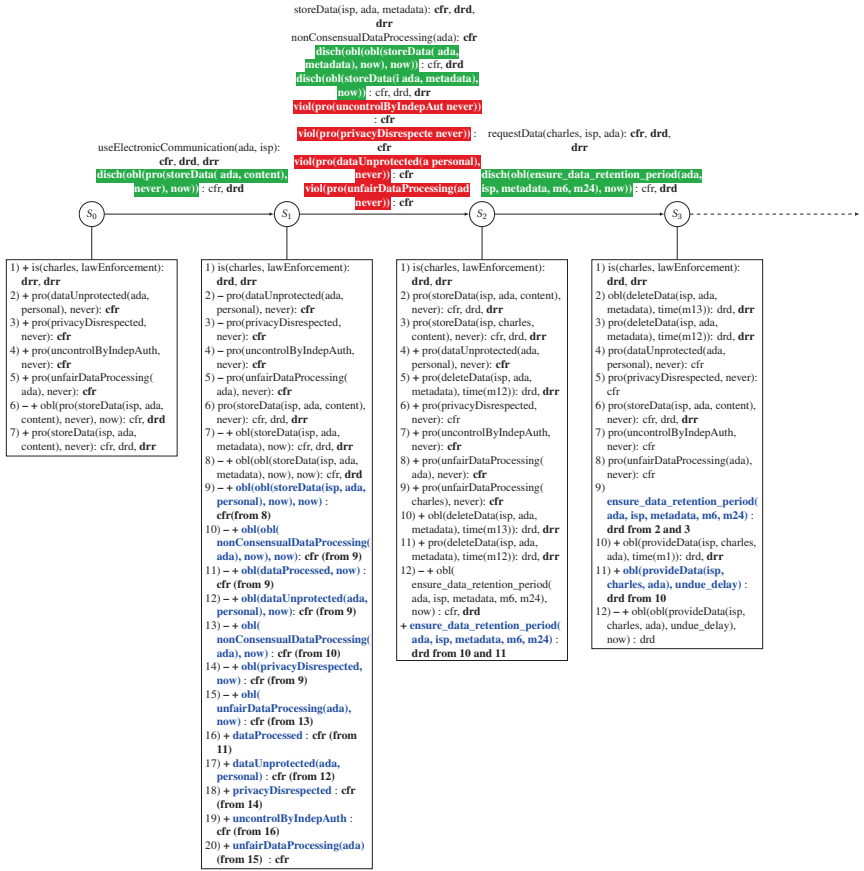 storeData(isp, ada, metadata): cfr, drd,
drr
nonConsensualDataProcessing(ada): cfr
disch(obl(obl(storeData( ada,
metadata), now), now)) : cfr, drd
disch(obl(storeData(i ada, metadata),
now)) : cfr, drd, drr
viol(pro(uncontrolByIndepAut never))
: cfr
viol(pro(privacyDisrespecte never)) :
cfr
viol(pro(dataUnprotected(a personal),
never)) : cfr
viol(pro(unfairDataProcessing(ad
never)) : cfr
useElectronicCommunication(ada, isp):
cfr, drd, drr
disch(obl(pro(storeData( ada, content),
never), now)) : cfr, drd
requestData(charles, isp, ada): cfr, drd,
drr
disch(obl(ensure_data_retention_period(ada,
isp, metadata, m6, m24), now)) : cfr, drd
S0
S1
S2
S3
1) + is(charles, lawEnforcement):
drr, drr
2) + pro(dataUnprotected(ada,
personal), never): cfr
3) + pro(privacyDisrespected,
never): cfr
4) + pro(uncontrolByIndepAuth,
never): cfr
5) + pro(unfairDataProcessing(
ada), never): cfr
6) − + obl(pro(storeData(isp, ada,
content), never), now): cfr, drd
7) + pro(storeData(isp, ada,
content), never): cfr, drd, drr
1) is(charles, lawEnforcement):
drd, drr
2) − pro(dataUnprotected(ada,
personal), never): cfr
3) − pro(privacyDisrespected,
never): cfr
4) − pro(uncontrolByIndepAuth,
never): cfr
5) − pro(unfairDataProcessing(
ada), never): cfr
6) pro(storeData(isp, ada, content),
never): cfr, drd, drr
7) − + obl(storeData(isp, ada,
metadata), now): cfr, drd, drr
8) − + obl(obl(storeData(isp, ada,
metadata), now), now): cfr, drd
9) − + obl(obl(storeData(isp, ada,
personal), now), now) :
cfr(from 8)
10) − + obl(obl(
nonConsensualDataProcessing(
ada), now), now): cfr (from 9)
11) − + obl(dataProcessed, now) :
cfr (from 9)
12) − + obl(dataUnprotected(ada,
personal), now): cfr (from 9)
13) − + obl(
nonConsensualDataProcessing(
ada), now) : cfr (from 10)
14) − + obl(privacyDisrespected,
now) : cfr (from 9)
15) − + obl(
unfairDataProcessing(ada),
now) : cfr (from 13)
16) + dataProcessed : cfr (from
11)
17) + dataUnprotected(ada,
personal) : cfr (from 12)
18) + privacyDisrespected : cfr
(from 14)
19) + uncontrolByIndepAuth :
cfr (from 16)
20) + unfairDataProcessing(ada)
(from 15) : cfr
1) is(charles, lawEnforcement):
drd, drr
2) pro(storeData(isp, ada, content),
never): cfr, drd, drr
3) pro(storeData(isp, charles,
content), never): cfr, drd, drr
4) + pro(dataUnprotected(ada,
personal), never): cfr
5) + pro(deleteData(isp, ada,
metadata), time(m12)): drd, drr
6) + pro(privacyDisrespected,
never): cfr
7) + pro(uncontrolByIndepAuth,
never): cfr
8) + pro(unfairDataProcessing(
ada), never): cfr
9) + pro(unfairDataProcessing(
charles), never): cfr
10) + obl(deleteData(isp, ada,
metadata), time(m13)): drd, drr
11) + pro(deleteData(isp, ada,
metadata), time(m12)): drd, drr
12) − + obl(
ensure_data_retention_period(
ada, isp, metadata, m6, m24),
now) : cfr, drd
+ ensure_data_retention_period(
ada, isp, metadata, m6, m24) :
drd from 10 and 11
1) is(charles, lawEnforcement):
drd, drr
2) obl(deleteData(isp, ada,
metadata), time(m13)): drd, drr
3) pro(deleteData(isp, ada,
metadata), time(m12)): drd, drr
4) pro(dataUnprotected(ada,
personal), never): cfr
5) pro(privacyDisrespected, never):
cfr
6) pro(storeData(isp, ada, content),
never): cfr, drd, drr
7) pro(uncontrolByIndepAuth,
never): cfr
8) pro(unfairDataProcessing(ada),
never): cfr
9)
ensure_data_retention_period(
ada, isp, metadata, m6, m24) :
drd from 2 and 3
10) + obl(provideData(isp, charles,
ada), time(m1)): drd, drr
11) + obl(provideData(isp,
charles, ada), undue_delay) :
drd from 10
12) − + obl(obl(provideData(isp,
charles, ada), undue_delay),
now) : drd